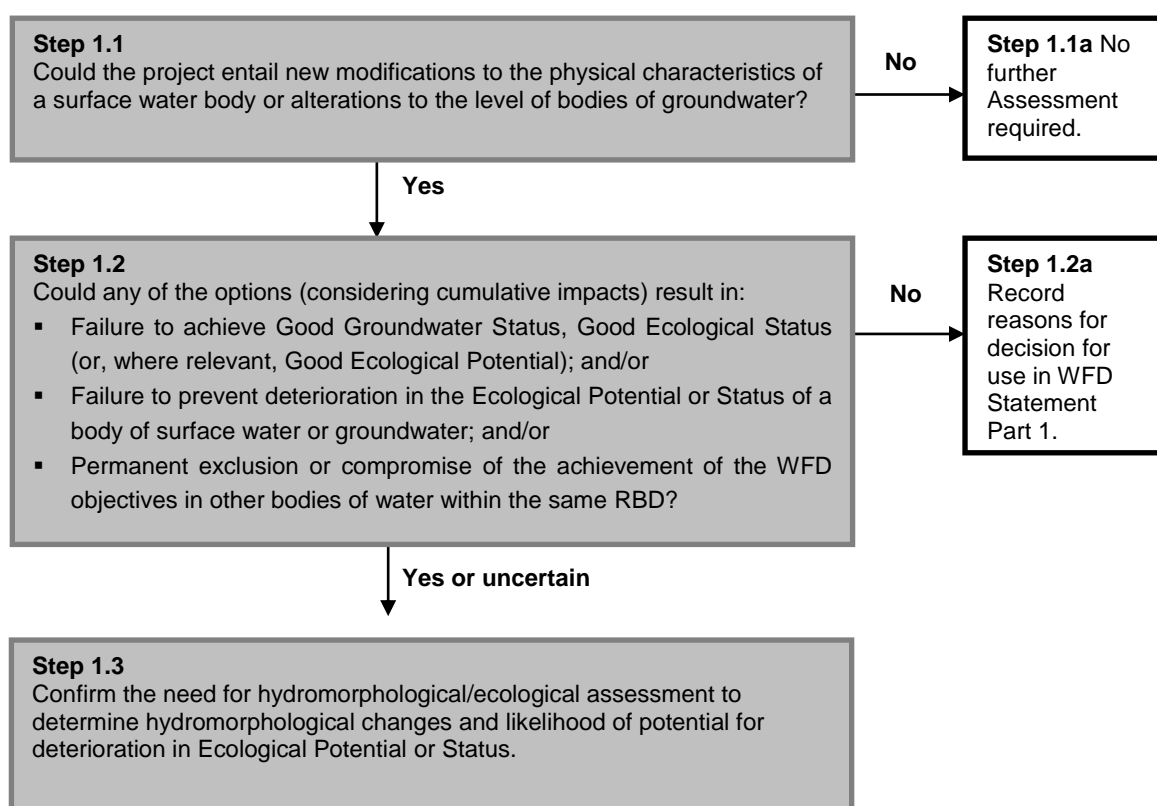 Step 1.1
Could the project entail new modifications to the physical characteristics of
a surface water body or alterations to the level of bodies of groundwater?
No
Step 1.1a No
further
Assessment
required.
Yes
Step 1.2
Could any of the options (considering cumulative impacts) result in:
▪ Failure to achieve Good Groundwater Status, Good Ecological Status
(or, where relevant, Good Ecological Potential); and/or
▪ Failure to prevent deterioration in the Ecological Potential or Status of a
body of surface water or groundwater; and/or
▪ Permanent exclusion or compromise of the achievement of the WFD
objectives in other bodies of water within the same RBD?
No
Step 1.2a
Record
reasons for
decision for
use in WFD
Statement
Part 1.
Yes or uncertain
Step 1.3
Confirm the need for hydromorphological/ecological assessment to
determine hydromorphological changes and likelihood of potential for
deterioration in Ecological Potential or Status.